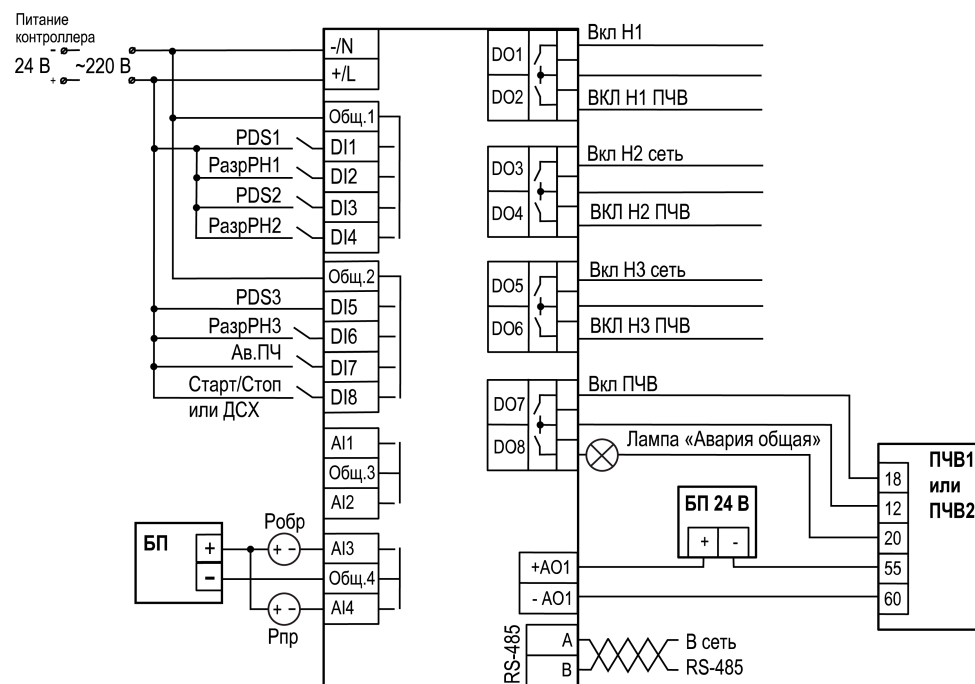 Питание
контроллера
- 
24 В ~220 В
+
-/N
+/L
Общ.1
PDS1 DI1
РазрРН1 DI2
PDS2 DI3
РазрРН2 DI4
Общ.2
PDS3 DI5
РазрРН3 DI6
Ав.ПЧ DI7
Старт/Стоп DI8
или ДСХ
AI1
Общ.3
AI2
БП
+
-
Робр
+ -
AI3
Общ.4
AI4
+ -
Рпр
DO1 Вкл Н1
DO2 ВКЛ Н1 ПЧВ
DO3 Вкл Н2 сеть
DO4 ВКЛ Н2 ПЧВ
DO5 Вкл Н3 сеть
DO6 ВКЛ Н3 ПЧВ
DO7 Вкл ПЧВ
DO8 Лампа «Авария общая»
БП 24 В
+ -
+AO1
- AO1
RS-485
A
B
В сеть
RS-485
ПЧВ1
или
ПЧВ2
18
12
20
55
60